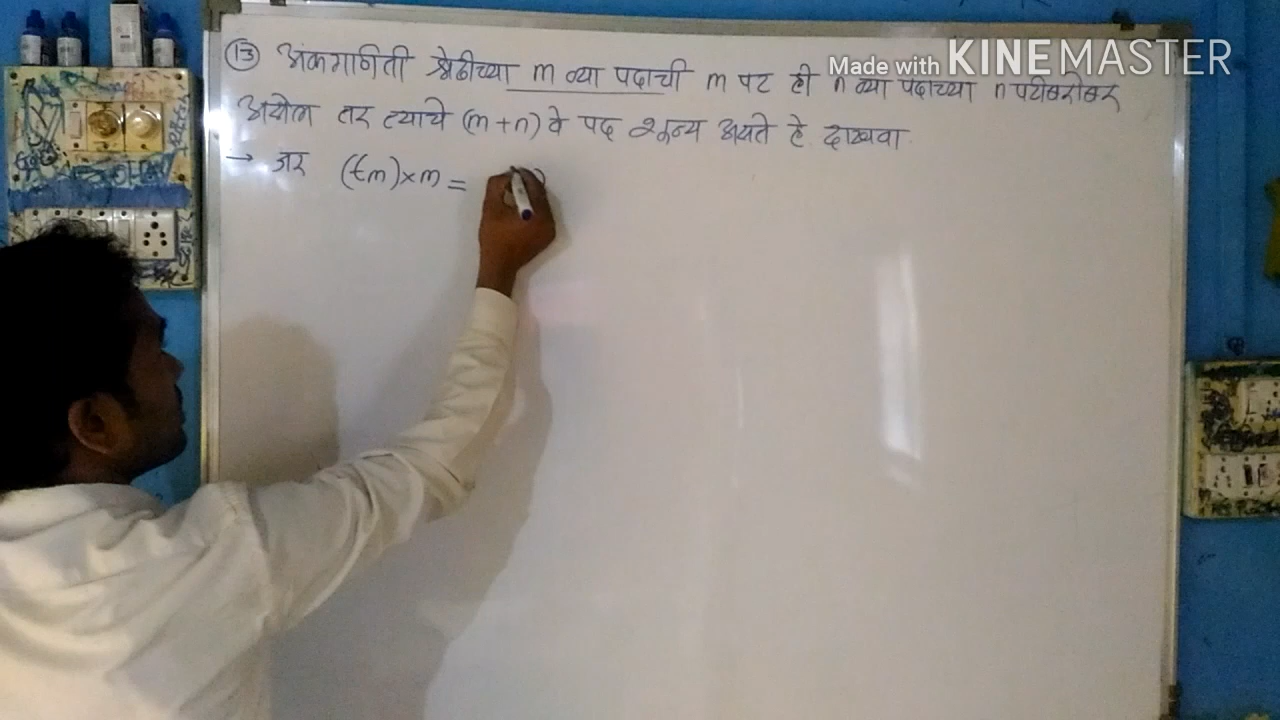 Made with KINEMASTER
(13) अंकगणिती श्रेढीच्या m व्या पदाची m पट ही n व्या पदाच्या n पटीबरोबर
असेल तर त्याचे (m+n) वे पद शून्य असते हे दाखवा.
→ जर (tm)×m =